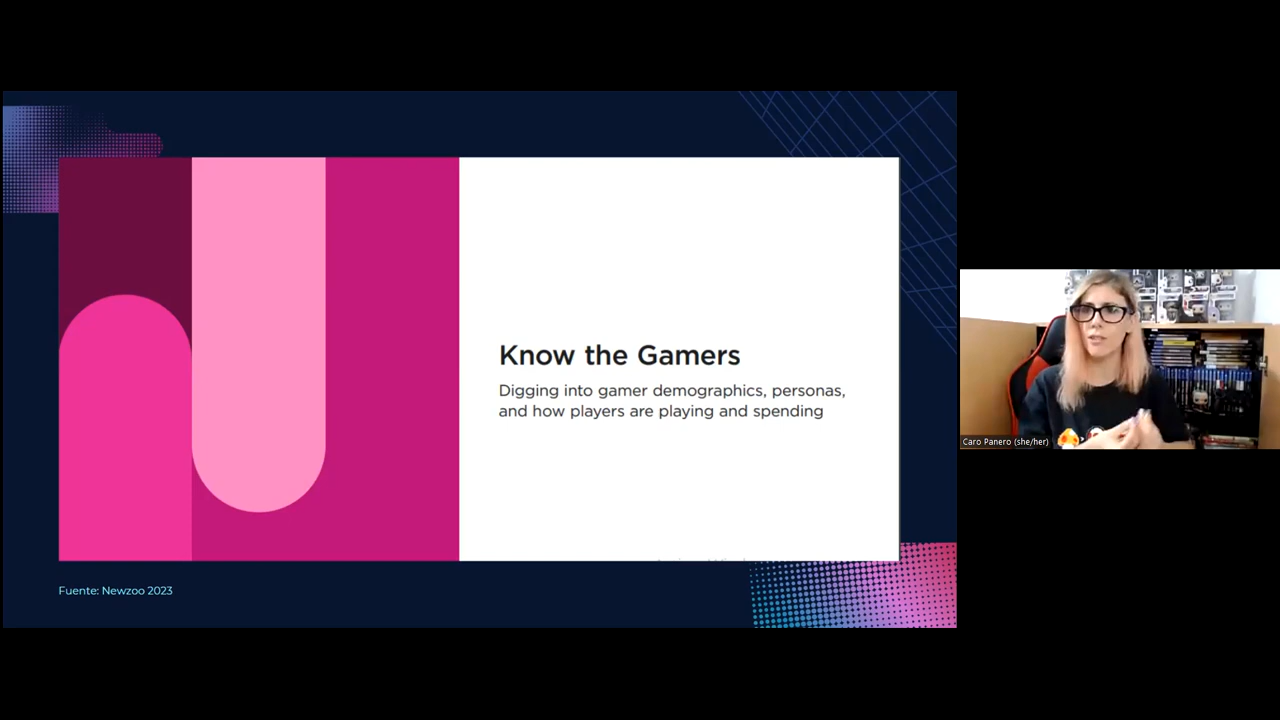 Know the Gamers
Digging into gamer demographics, personas,
and how players are playing and spending
Fuente: Newzoo 2023
Caro Panero (she/her)